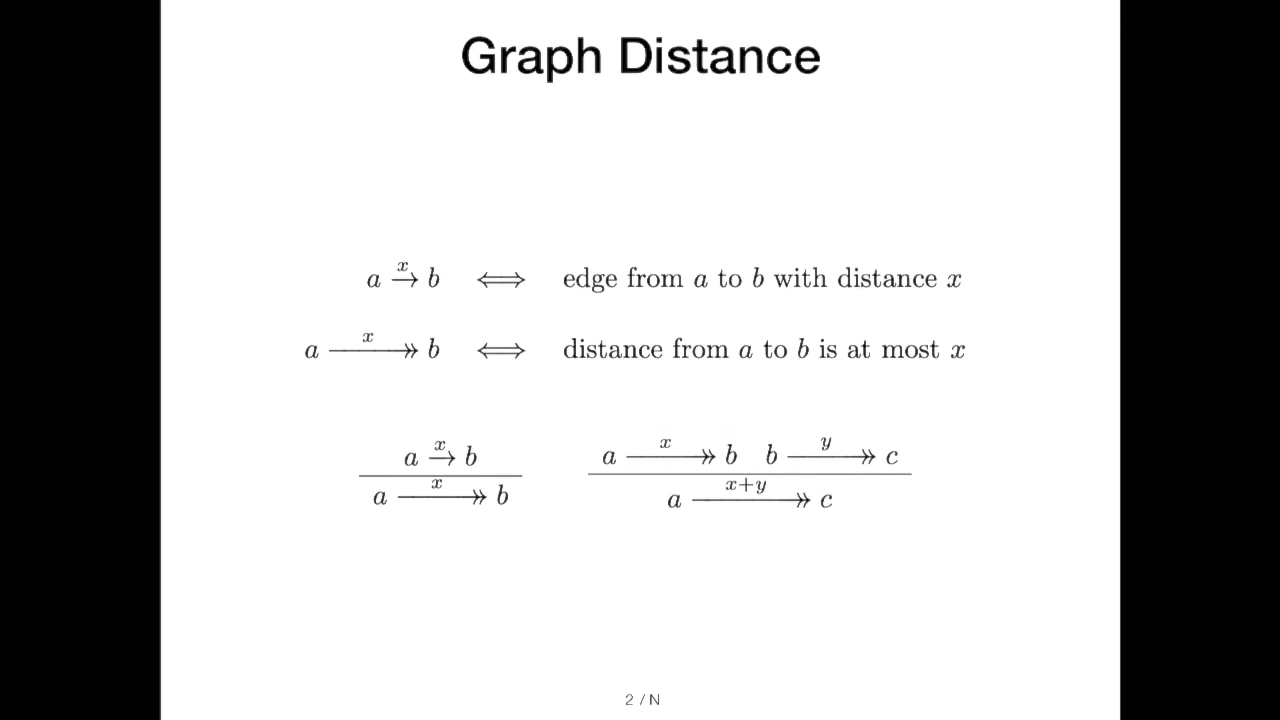 Graph Distance
a →^x b ⟺ edge from a to b with distance x
a ↠^x b ⟺ distance from a to b is at most x
a →^x b
a ↠^x b
a ↠^x b b ↠^y c
a ↠^{x+y} c
2 / N